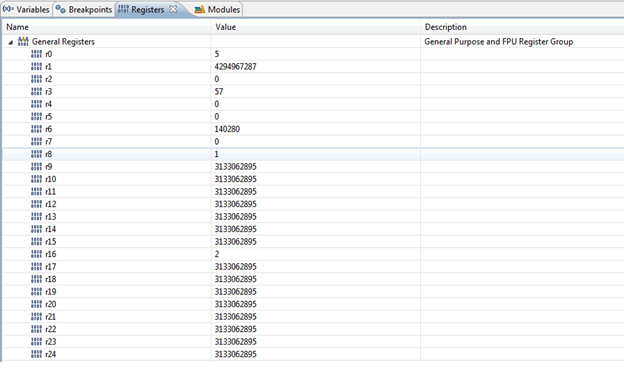 (x)= Variables Breakpoints Registers Modules
Name Value Description
General Registers General Purpose and FPU Register Group
r0 5
r1 4294967287
r2 0
r3 57
r4 0
r5 0
r6 140280
r7 0
r8 1
r9 3133062895
r10 3133062895
r11 3133062895
r12 3133062895
r13 3133062895
r14 3133062895
r15 3133062895
r16 2
r17 3133062895
r18 3133062895
r19 3133062895
r20 3133062895
r21 3133062895
r22 3133062895
r23 3133062895
r24 3133062895